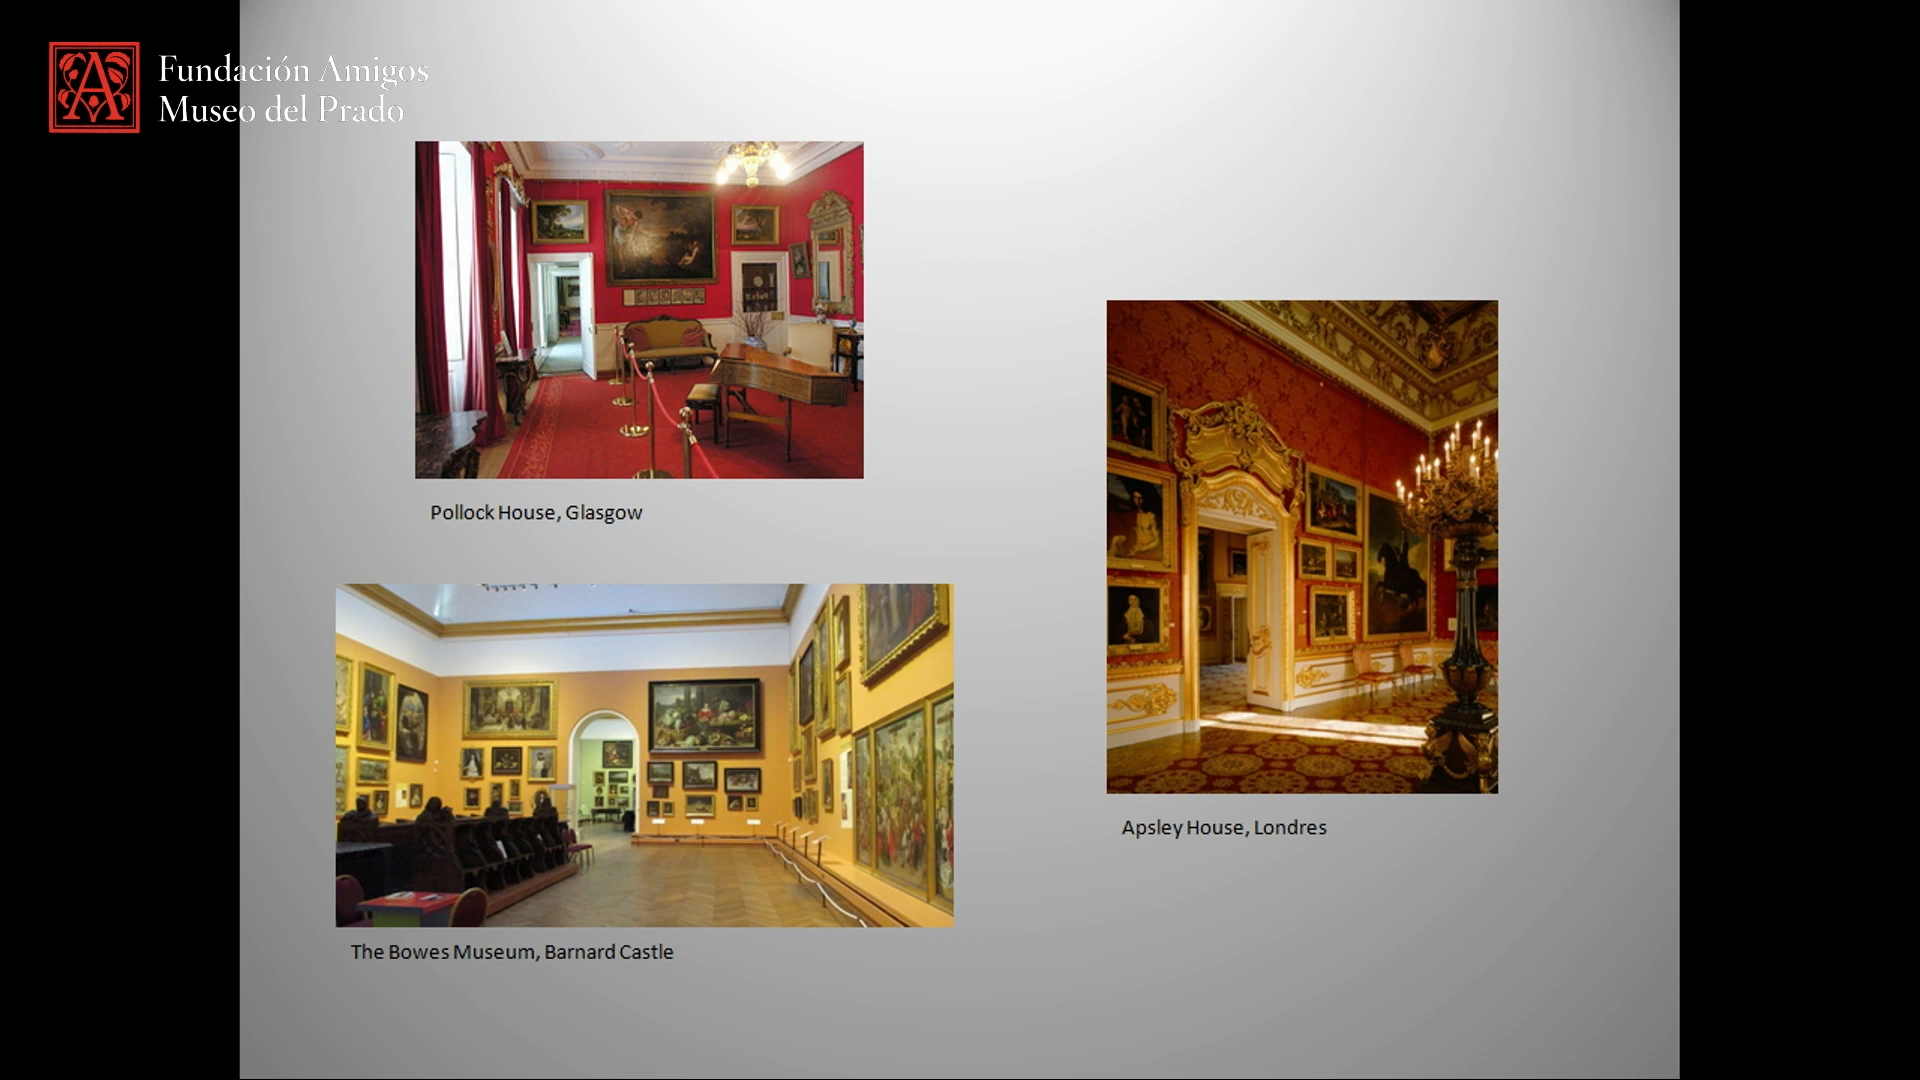 Fundación Amigos
Museo del Prado
Pollock House, Glasgow
Apsley House, Londres
The Bowes Museum, Barnard Castle